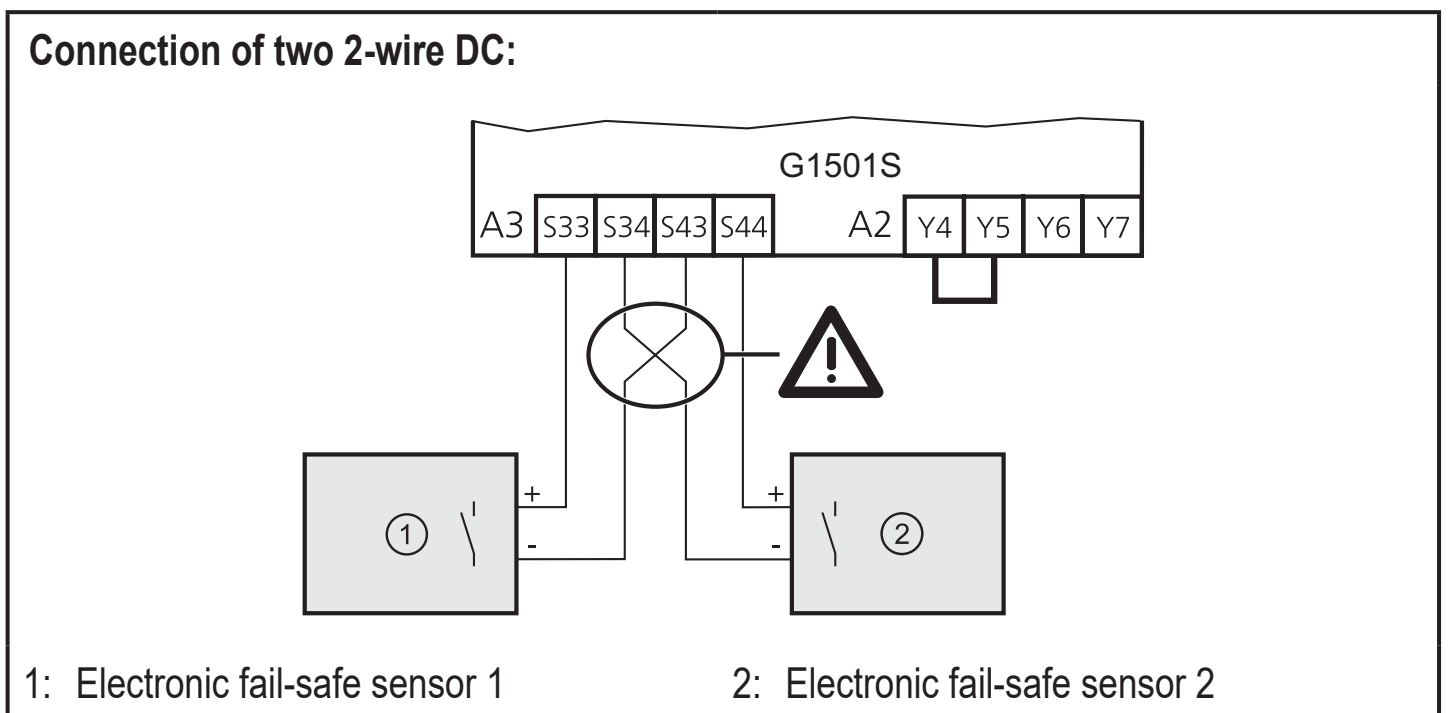 Connection of two 2-wire DC:
G1501S
A3 S33 S34 S43 S44 A2 Y4 Y5 Y6 Y7
+ +
1 2
- -
1: Electronic fail-safe sensor 1 2: Electronic fail-safe sensor 2